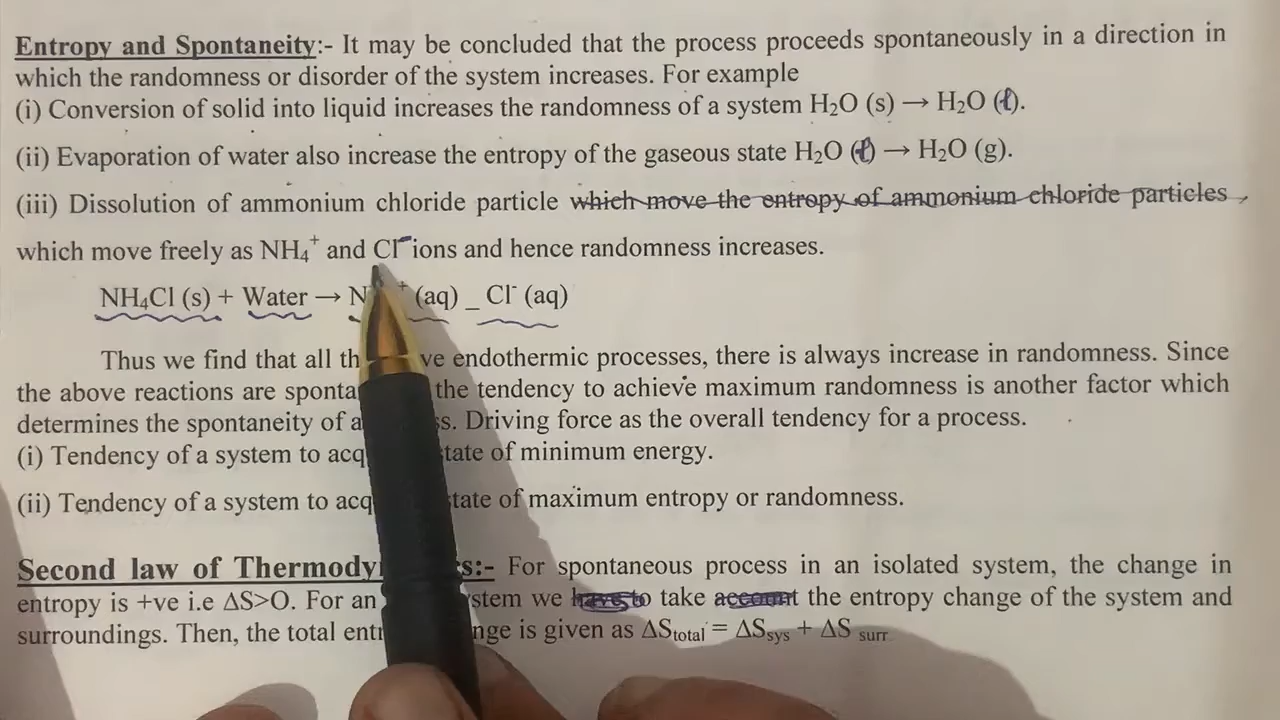 Entropy and Spontaneity:- It may be concluded that the process proceeds spontaneously in a direction in
which the randomness or disorder of the system increases. For example
(i) Conversion of solid into liquid increases the randomness of a system H₂O (s) → H₂O (ℓ).
(ii) Evaporation of water also increase the entropy of the gaseous state H₂O (ℓ) → H₂O (g).
(iii) Dissolution of ammonium chloride particle which move the entropy of ammonium chloride particles,
which move freely as NH₄⁺ and Cl⁻ ions and hence randomness increases.
NH₄Cl (s) + Water → N ⁺ (aq) _ Cl⁻ (aq)
Thus we find that all th ve endothermic processes, there is always increase in randomness. Since
the above reactions are sponta the tendency to achieve maximum randomness is another factor which
determines the spontaneity of a s. Driving force as the overall tendency for a process.
(i) Tendency of a system to acq tate of minimum energy.
(ii) Tendency of a system to acq tate of maximum entropy or randomness.
Second law of Thermody s:- For spontaneous process in an isolated system, the change in
entropy is +ve i.e ΔS>O. For an stem we have to take account the entropy change of the system and
surroundings. Then, the total ent nge is given as ΔS_total = ΔS_sys + ΔS surr